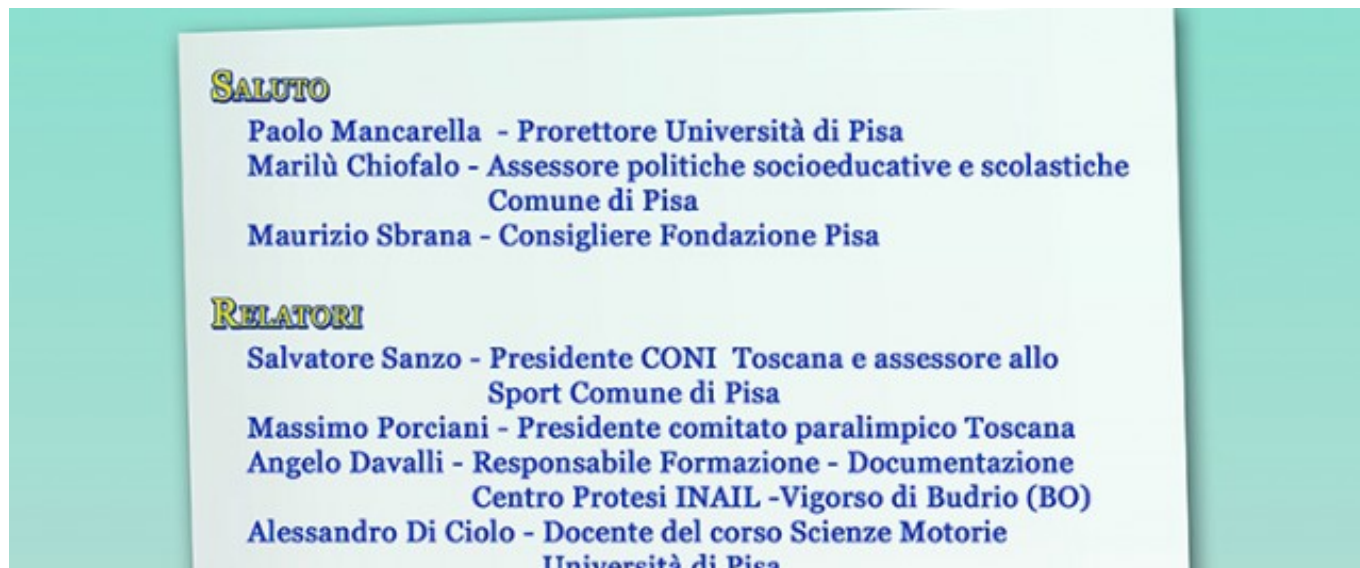 SALUTO
Paolo Mancarella - Prorettore Università di Pisa
Marilù Chiofalo - Assessore politiche socioeducative e scolastiche
Comune di Pisa
Maurizio Sbrana - Consigliere Fondazione Pisa
RELATORI
Salvatore Sanzo - Presidente CONI Toscana e assessore allo
Sport Comune di Pisa
Massimo Porciani - Presidente comitato paralimpico Toscana
Angelo Davalli - Responsabile Formazione - Documentazione
Centro Protesi INAIL -Vigorso di Budrio (BO)
Alessandro Di Ciolo - Docente del corso Scienze Motorie
Università di Pisa